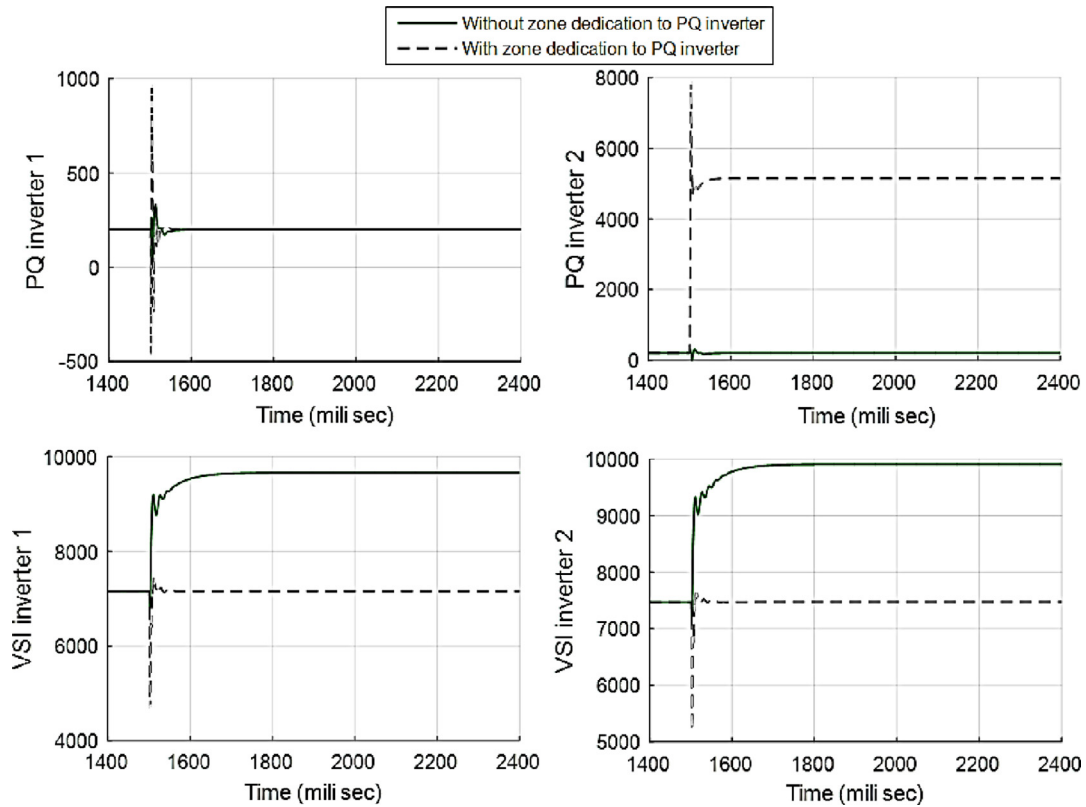 Without zone dedication to PQ inverter
With zone dedication to PQ inverter
PQ inverter 1
1000
500
0
-500
1400 1600 1800 2000 2200 2400
Time (mili sec)
PQ inverter 2
8000
6000
4000
2000
0
1400 1600 1800 2000 2200 2400
Time (mili sec)
VSI inverter 1
10000
8000
6000
4000
1400 1600 1800 2000 2200 2400
Time (mili sec)
VSI inverter 2
10000
9000
8000
7000
6000
5000
1400 1600 1800 2000 2200 2400
Time (mili sec)